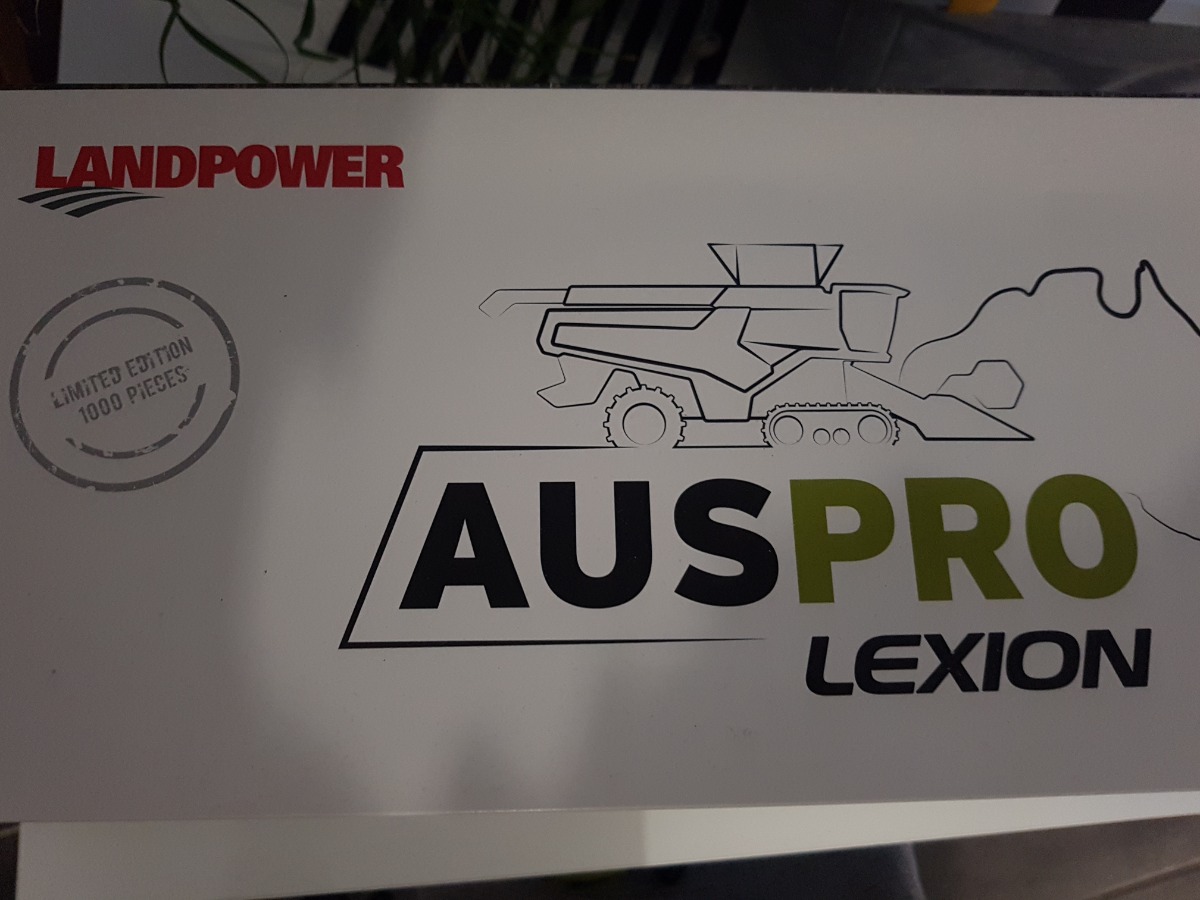 LANDPOWER
LIMITED EDITION
1000 PIECES
AUSPRO
LEXION